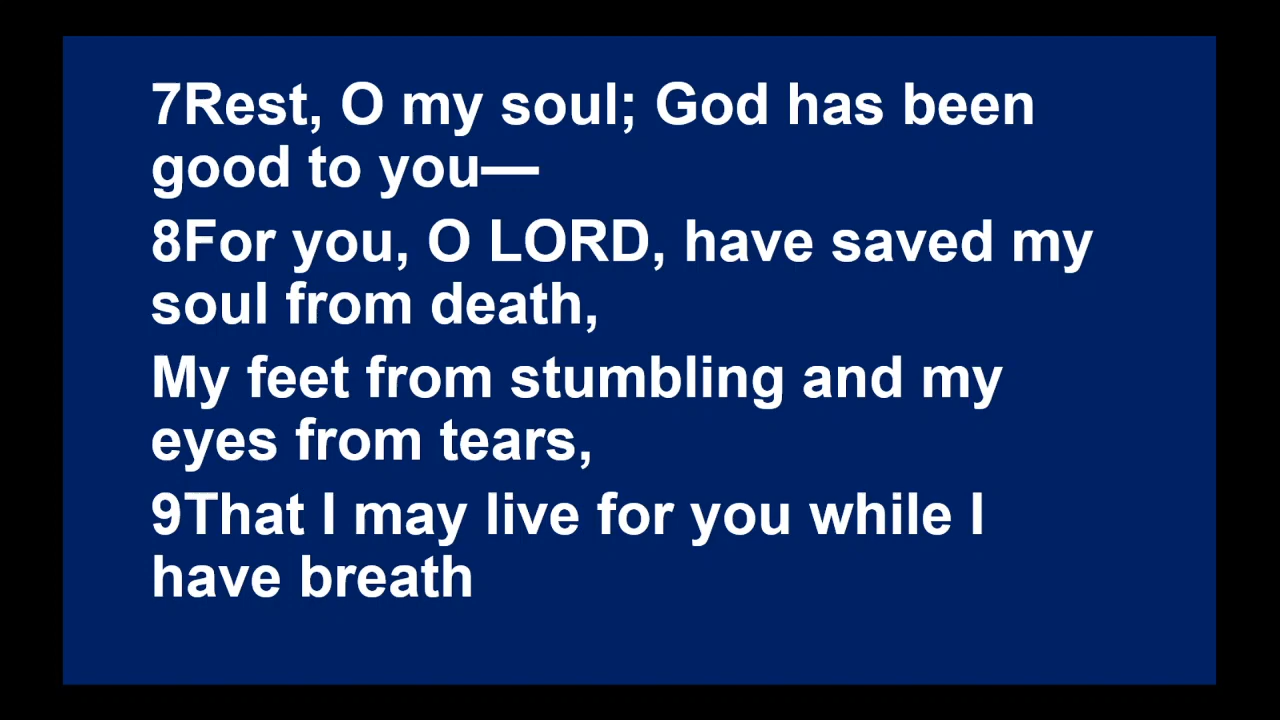 7Rest, O my soul; God has been
good to you—
8For you, O LORD, have saved my
soul from death,
My feet from stumbling and my
eyes from tears,
9That I may live for you while I
have breath